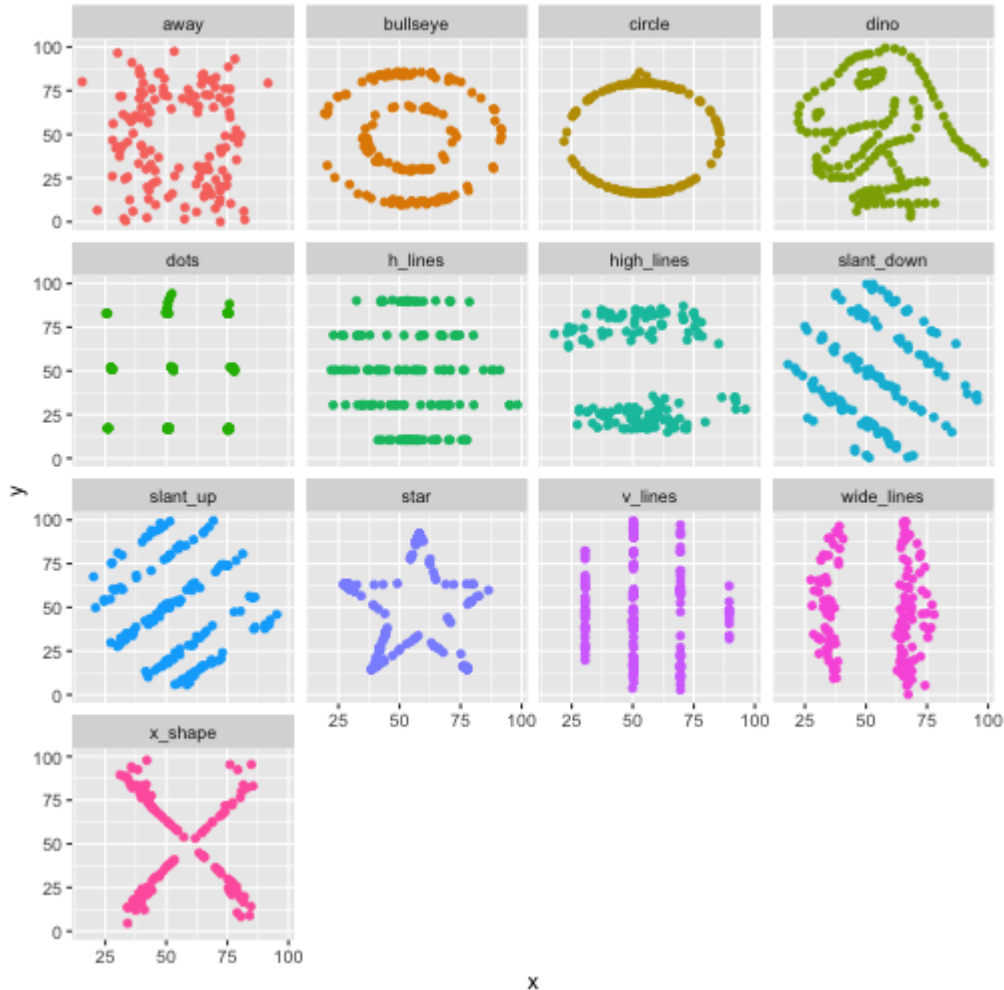 away bullseye circle dino
100
75
50
25
0
dots h_lines high_lines slant_down
100
75
50
25
0
y
slant_up star v_lines wide_lines
100
75
50
25
0
25 50 75 100 25 50 75 100 25 50 75 100
x_shape
100
75
50
25
0
25 50 75 100
x